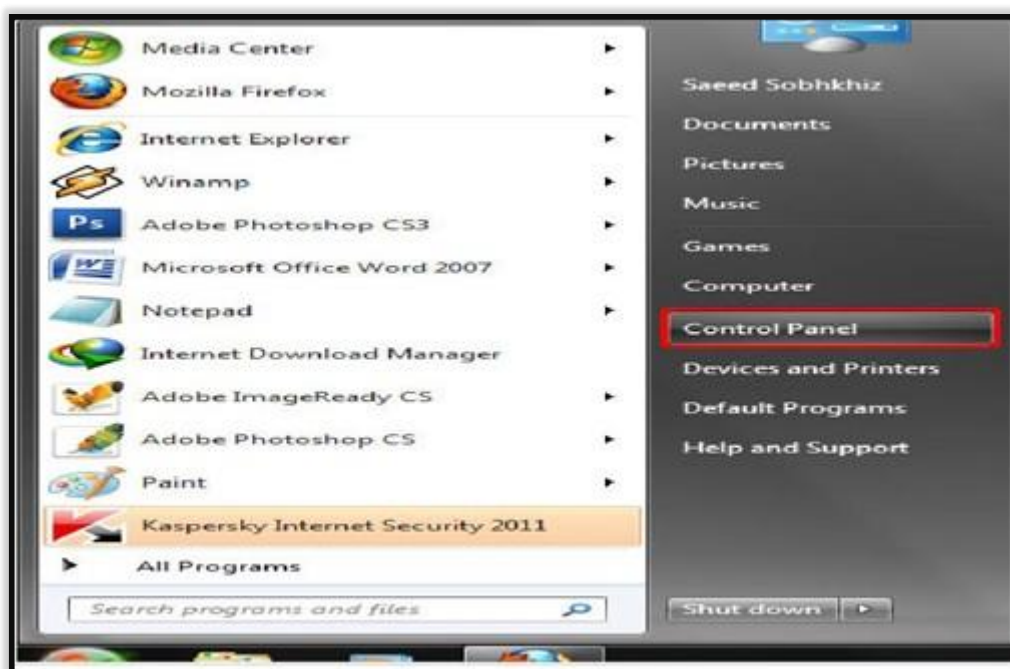 Media Center
Mozilla Firefox
Internet Explorer
Winamp
Ps
Adobe Photoshop CS3
Microsoft Office Word 2007
Notepad
Internet Download Manager
Adobe ImageReady CS
Adobe Photoshop CS
Paint
Kaspersky Internet Security 2011
All Programs
Search programs and files
Saeed Sobhkhiz
Documents
Pictures
Music
Games
Computer
Control Panel
Devices and Printers
Default Programs
Help and Support
Shut down